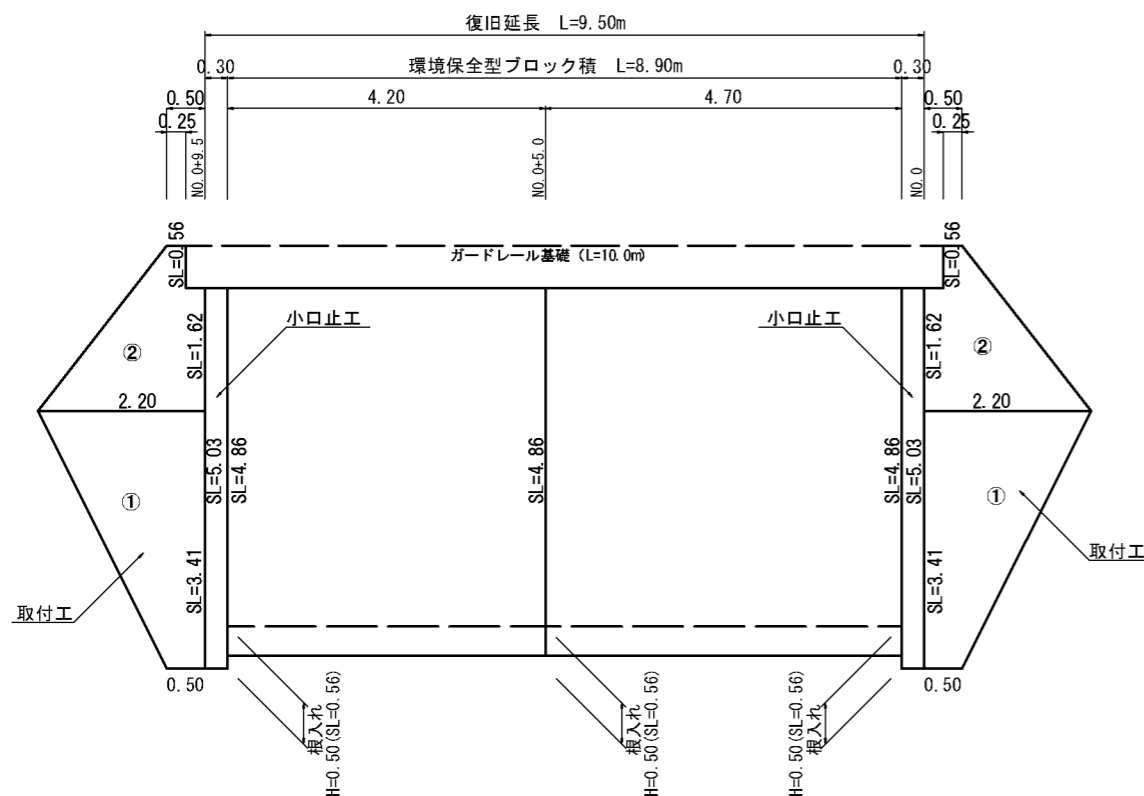 復旧延長 L=9.50m
0.30
環境保全型ブロック積 L=8.90m
0.30
0.50
4.20
4.70
0.50
0.25
0.25
NO.0+9.5
NO.0+5.0
NO.0
SL=0.56
ガードレール基礎(L=10.0m)
SL=0.56
小口止工
小口止工
SL=1.62
SL=1.62
②
②
2.20
2.20
SL=5.03
SL=4.86
SL=4.86
SL=4.86
SL=5.03
①
①
SL=3.41
SL=3.41
取付工
取付工
0.50
0.50
根入れ
H=0.50(SL=0.56)
根入れ
H=0.50(SL=0.56)
根入れ
H=0.50(SL=0.56)